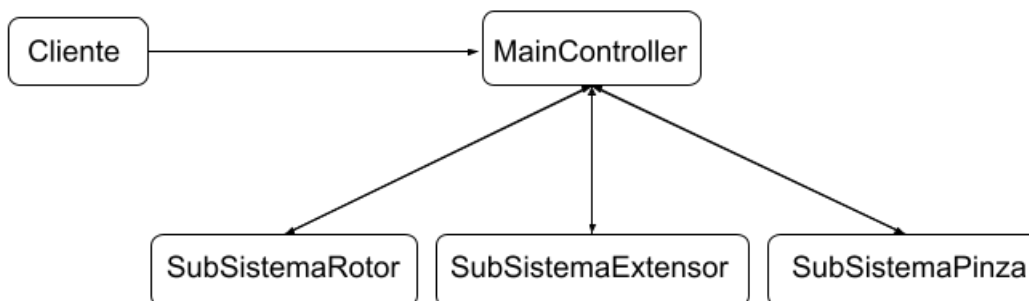 Cliente
MainController
SubSistemaRotor
SubSistemaExtensor
SubSistemaPinza